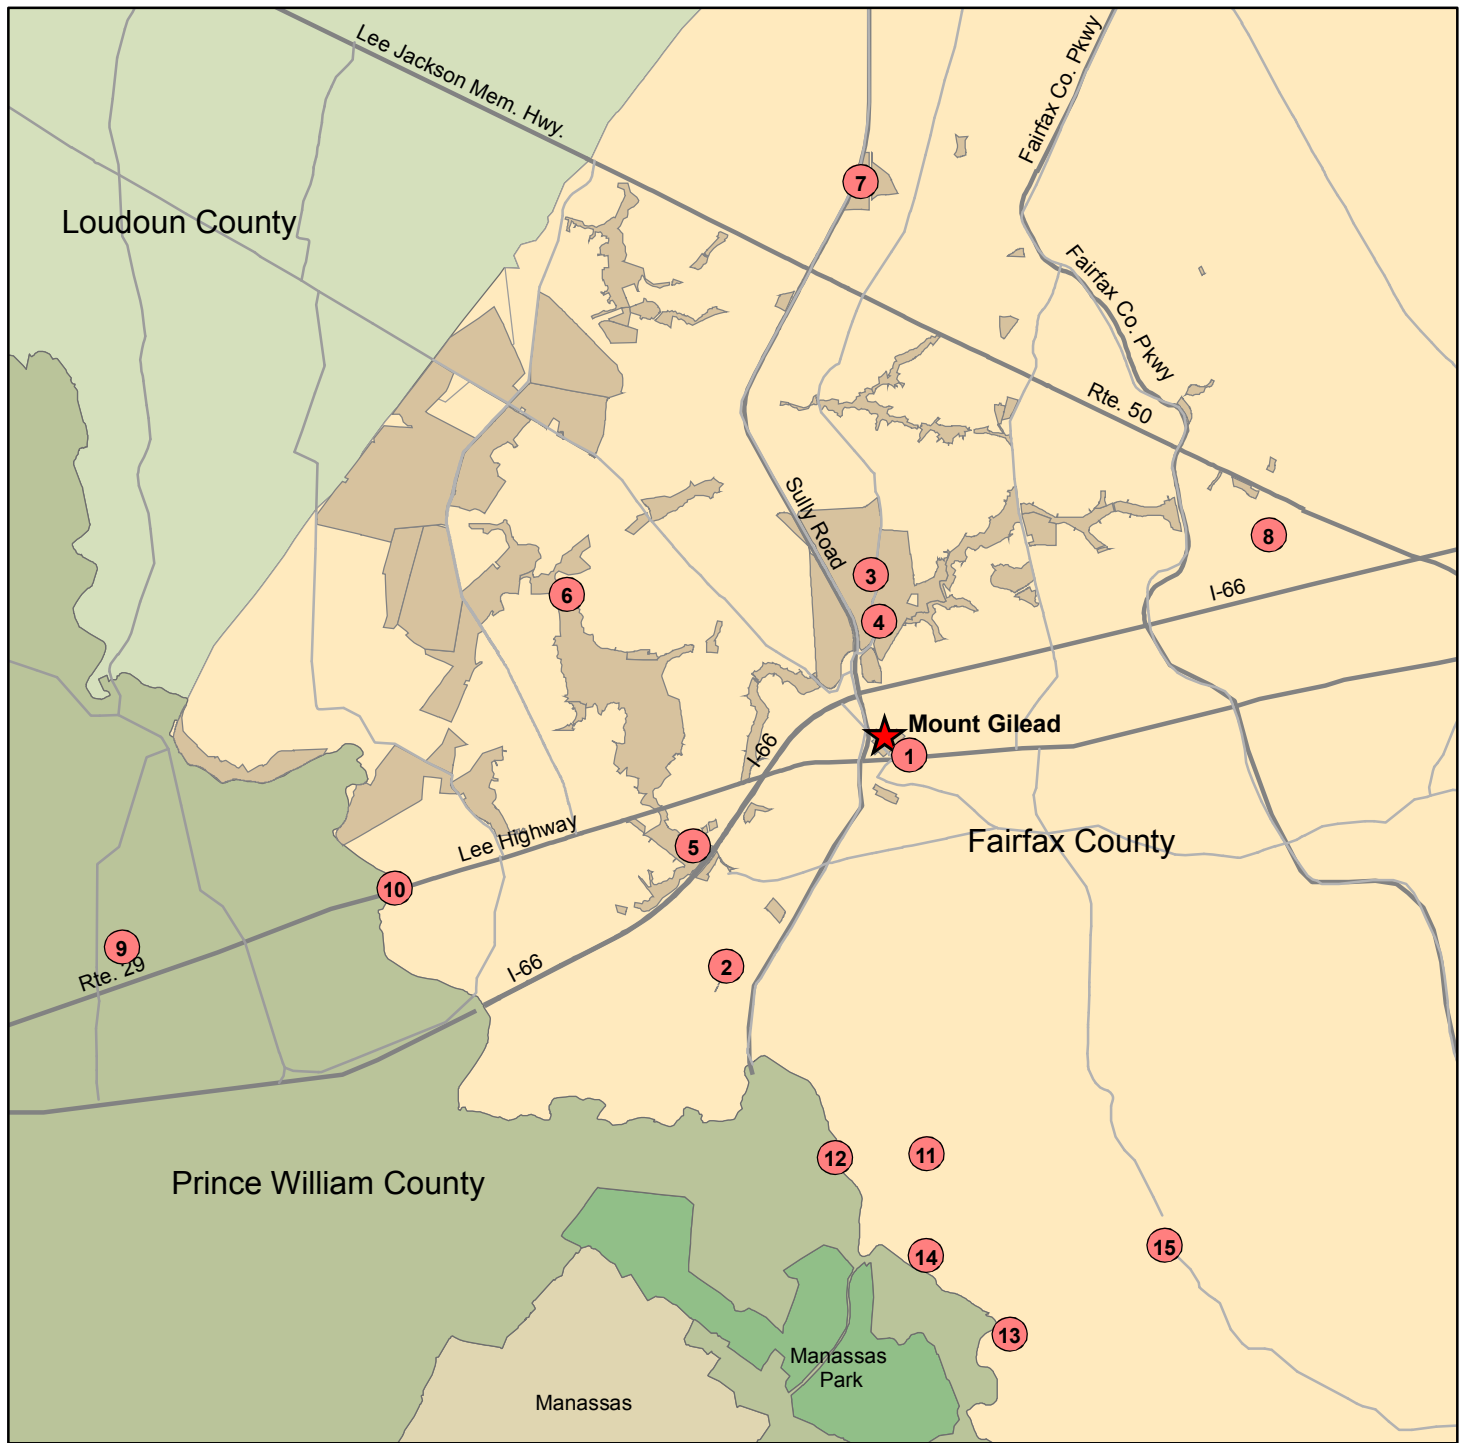 Lee Jackson Mem. Hwy.
Fairfax Co. Pkwy
7
Loudoun County
Fairfax Co. Pkwy
Rte. 50
Sully Road
8
3
I-66
6
4
Mount Gilead
I-66
1
Lee Highway
5
Fairfax County
10
9
Rte. 29
I-66
2
12
11
Prince William County
14
15
13
Manassas
Park
Manassas